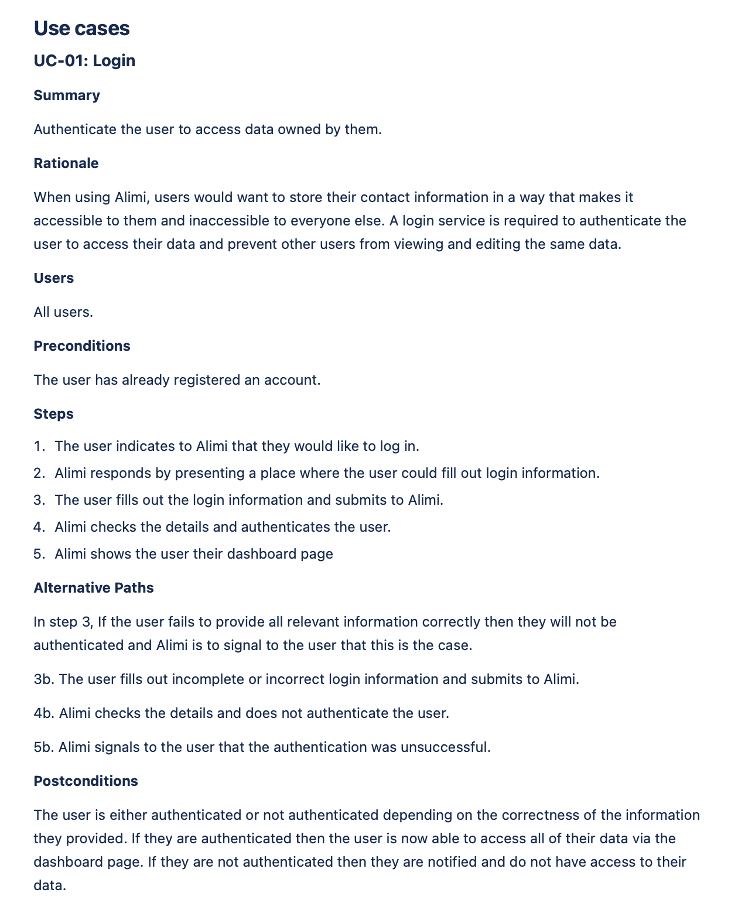 Use cases
UC-01: Login
Summary
Authenticate the user to access data owned by them.
Rationale
When using Alimi, users would want to store their contact information in a way that makes it
accessible to them and inaccessible to everyone else. A login service is required to authenticate the
user to access their data and prevent other users from viewing and editing the same data.
Users
All users.
Preconditions
The user has already registered an account.
Steps
1. The user indicates to Alimi that they would like to log in.
2. Alimi responds by presenting a place where the user could fill out login information.
3. The user fills out the login information and submits to Alimi.
4. Alimi checks the details and authenticates the user.
5. Alimi shows the user their dashboard page
Alternative Paths
In step 3, If the user fails to provide all relevant information correctly then they will not be
authenticated and Alimi is to signal to the user that this is the case.
3b. The user fills out incomplete or incorrect login information and submits to Alimi.
4b. Alimi checks the details and does not authenticate the user.
5b. Alimi signals to the user that the authentication was unsuccessful.
Postconditions
The user is either authenticated or not authenticated depending on the correctness of the information
they provided. If they are authenticated then the user is now able to access all of their data via the
dashboard page. If they are not authenticated then they are notified and do not have access to their
data.